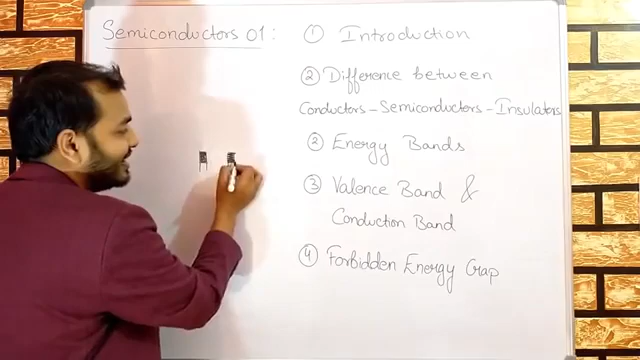 Semiconductors 01 :
① Introduction
② Difference between
Conductors - Semiconductors - Insulators
② Energy Bands
③ Valence Band &
Conduction Band
④ Forbidden Energy Gap